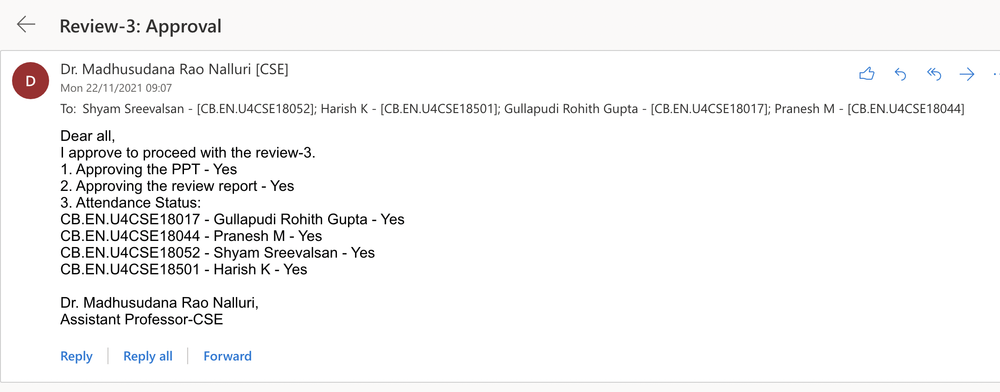 Review-3: Approval
D
Dr. Madhusudana Rao Nalluri [CSE]
Mon 22/11/2021 09:07
To: Shyam Sreevalsan - [CB.EN.U4CSE18052]; Harish K - [CB.EN.U4CSE18501]; Gullapudi Rohith Gupta - [CB.EN.U4CSE18017]; Pranesh M - [CB.EN.U4CSE18044]
Dear all,
I approve to proceed with the review-3.
1. Approving the PPT - Yes
2. Approving the review report - Yes
3. Attendance Status:
CB.EN.U4CSE18017 - Gullapudi Rohith Gupta - Yes
CB.EN.U4CSE18044 - Pranesh M - Yes
CB.EN.U4CSE18052 - Shyam Sreevalsan - Yes
CB.EN.U4CSE18501 - Harish K - Yes
Dr. Madhusudana Rao Nalluri,
Assistant Professor-CSE
Reply Reply all Forward